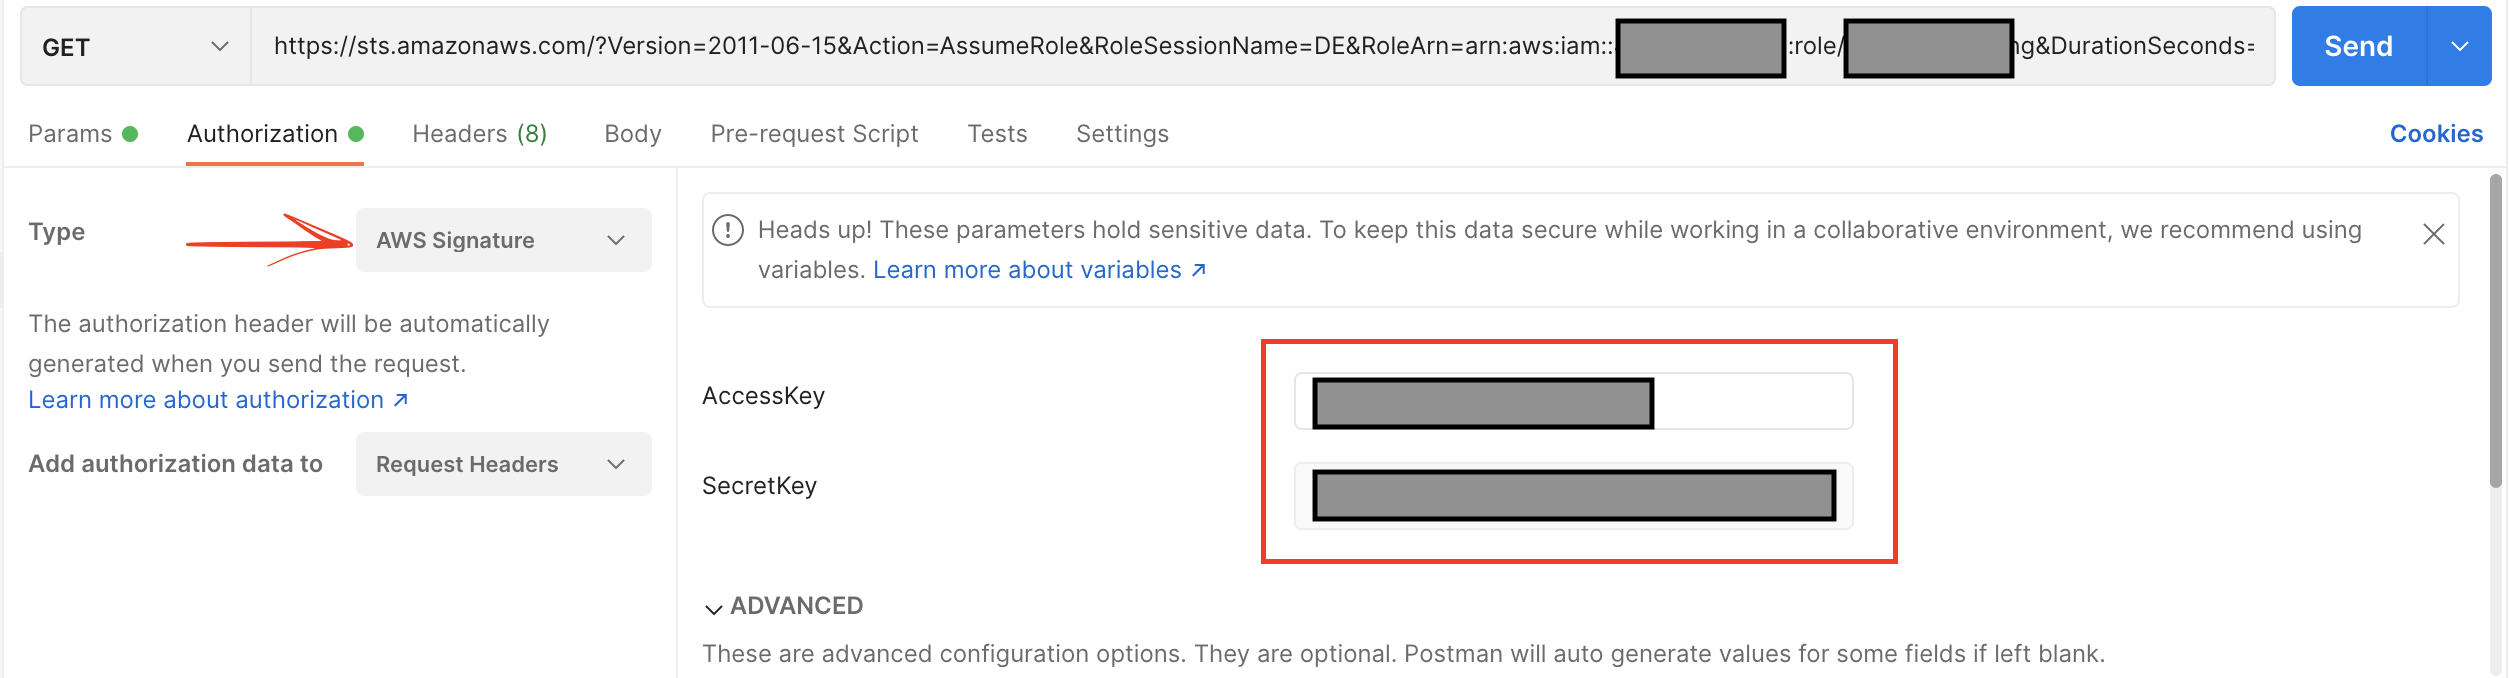 GET
https://sts.amazonaws.com/?Version=2011-06-15&Action=AssumeRole&RoleSessionName=DE&RoleArn=arn:aws:iam:: :role/ ng&DurationSeconds=
Send
Params
Authorization
Headers (8)
Body
Pre-request Script
Tests
Settings
Cookies
Type
AWS Signature
The authorization header will be automatically
generated when you send the request.
Learn more about authorization ↗
Add authorization data to
Request Headers
Heads up! These parameters hold sensitive data. To keep this data secure while working in a collaborative environment, we recommend using
variables. Learn more about variables ↗
AccessKey
SecretKey
ADVANCED
These are advanced configuration options. They are optional. Postman will auto generate values for some fields if left blank.